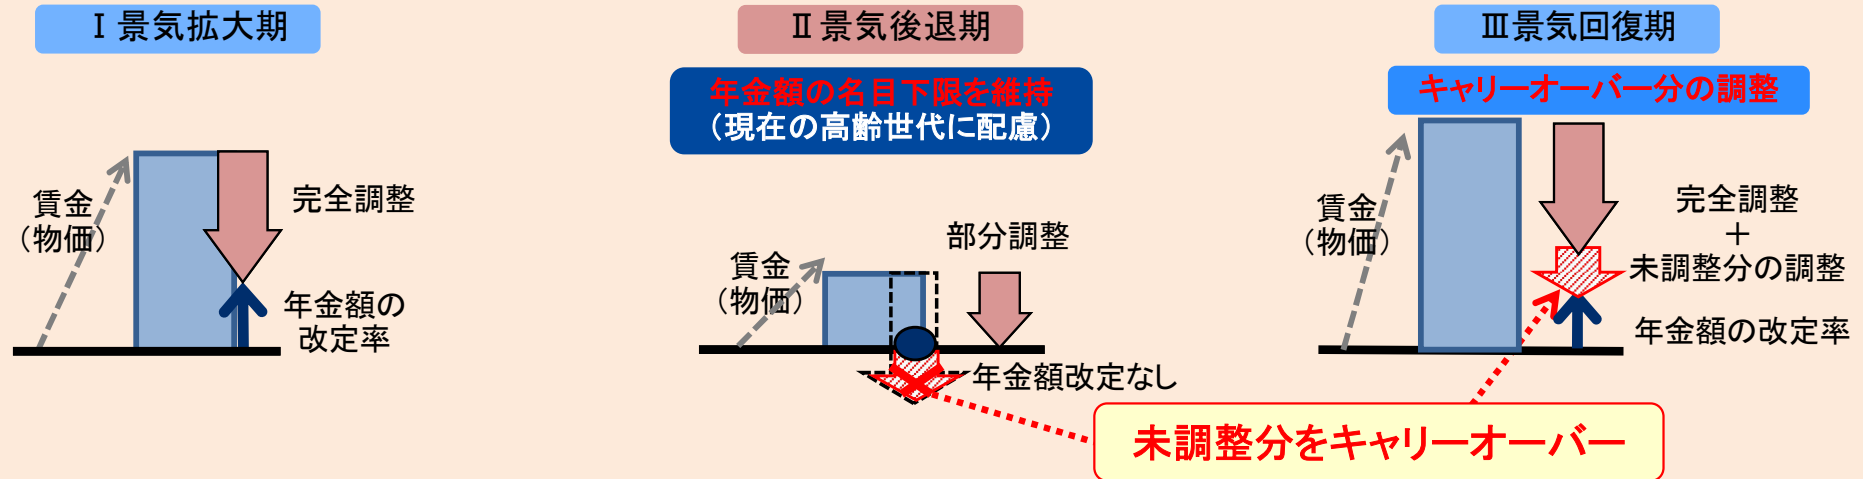 Ⅰ 景気拡大期
賃金
（物価）
完全調整
年金額の
改定率
Ⅱ 景気後退期
年金額の名目下限を維持
（現在の高齢世代に配慮）
賃金
（物価）
部分調整
年金額改定なし
Ⅲ景気回復期
キャリーオーバー分の調整
賃金
（物価）
完全調整
＋
未調整分の調整
年金額の改定率
未調整分をキャリーオーバー